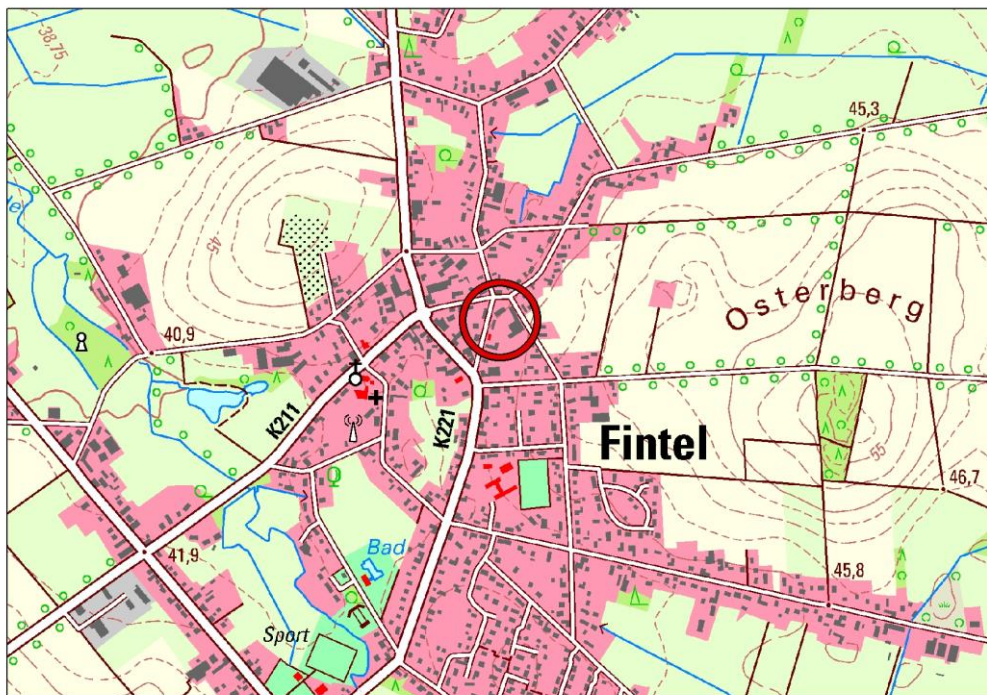 38,75
45,3
45
Osterberg
40,9
K211
K221
Fintel
55
46,7
41,9
Bad
45,8
Sport